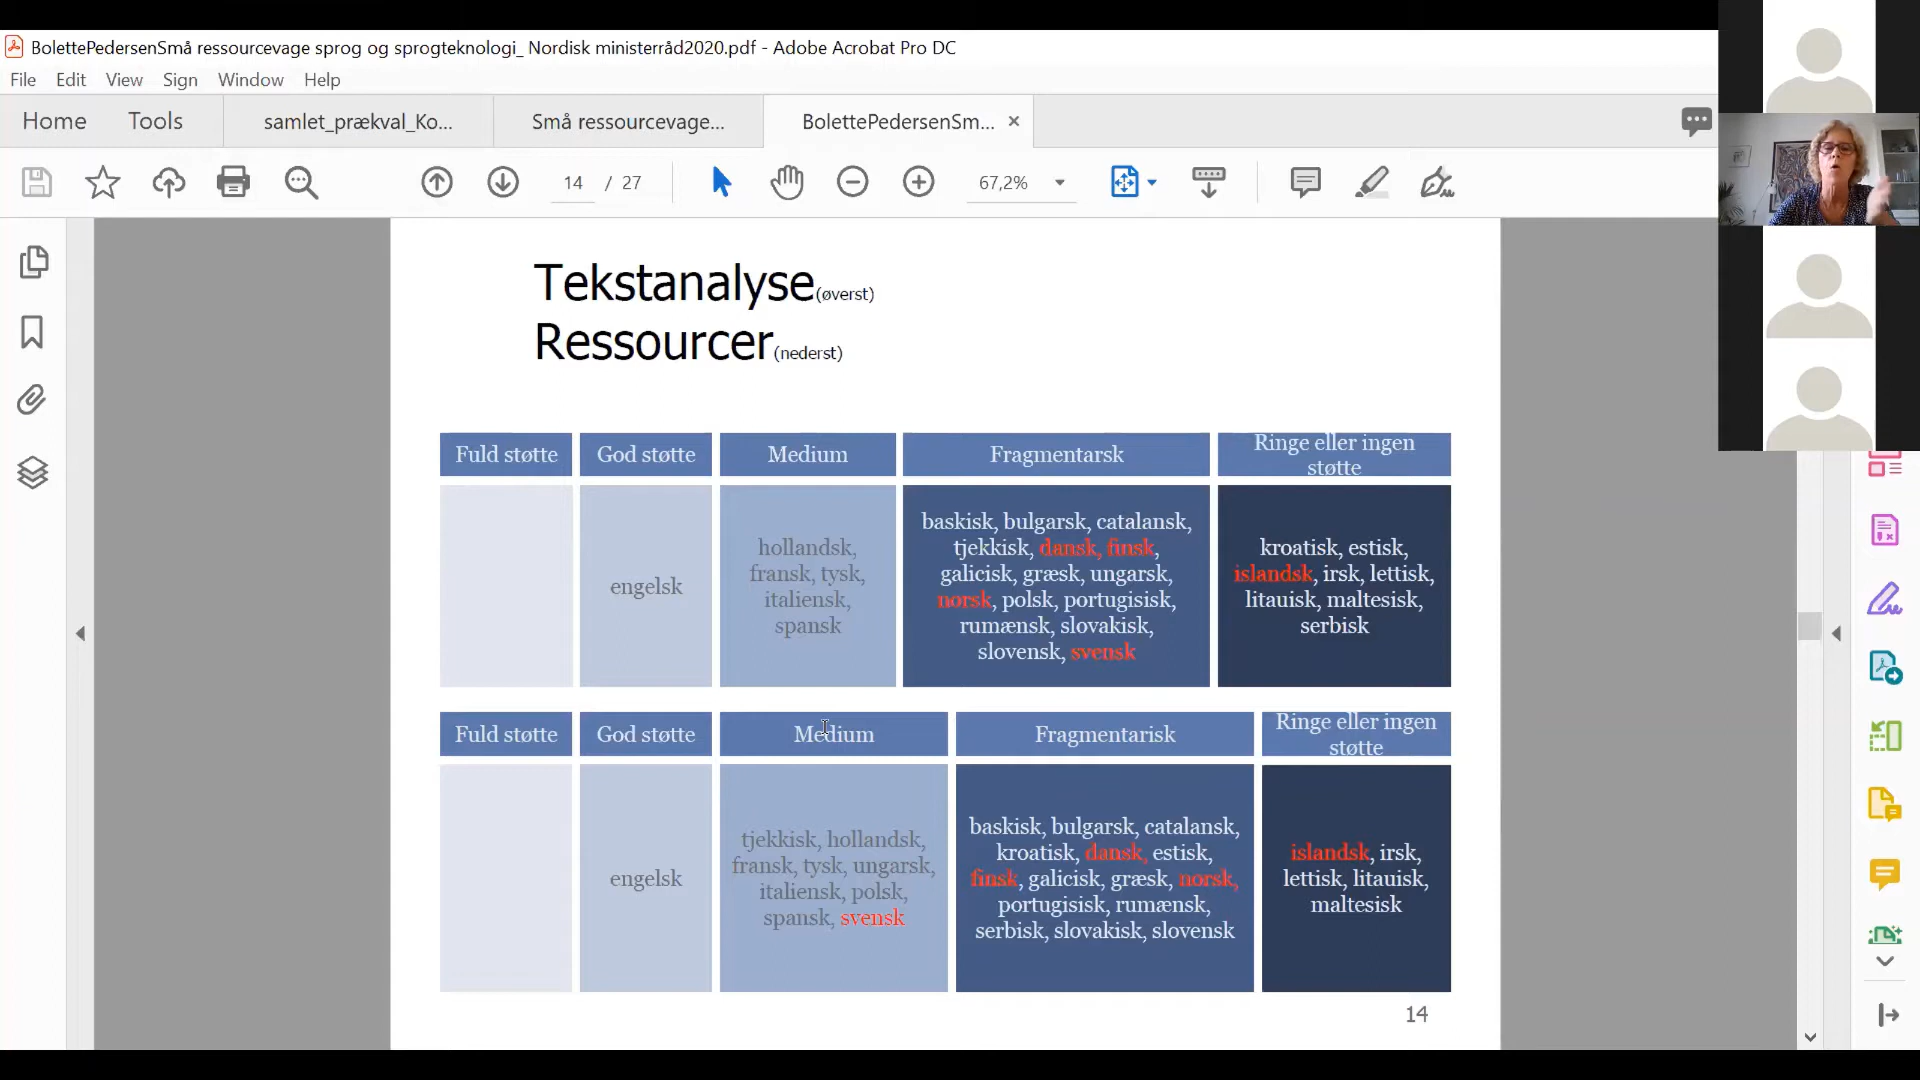 BolettePedersenSmå ressourcevage sprog og sprogteknologi_ Nordisk ministerråd2020.pdf - Adobe Acrobat Pro DC
File Edit View Sign Window Help
Home Tools samlet_prækval_Ko... Små ressourcevage... BolettePedersenSm... ×
14 / 27 67,2%
Tekstanalyse(øverst)
Ressourcer(nederst)
Fuld støtte
God støtte
Medium
Fragmentarsk
Ringe eller ingen
støtte
engelsk
hollandsk,
fransk, tysk,
italiensk,
spansk
baskisk, bulgarsk, catalansk,
tjekkisk, dansk, finsk,
galicisk, græsk, ungarsk,
norsk, polsk, portugisisk,
rumænsk, slovakisk,
slovensk, svensk
kroatisk, estisk,
islandsk, irsk, lettisk,
litauisk, maltesisk,
serbisk
Fuld støtte
God støtte
Medium
Fragmentarisk
Ringe eller ingen
støtte
engelsk
tjekkisk, hollandsk,
fransk, tysk, ungarsk,
italiensk, polsk,
spansk, svensk
baskisk, bulgarsk, catalansk,
kroatisk, dansk, estisk,
finsk, galicisk, græsk, norsk,
portugisisk, rumænsk,
serbisk, slovakisk, slovensk
islandsk, irsk,
lettisk, litauisk,
maltesisk
14